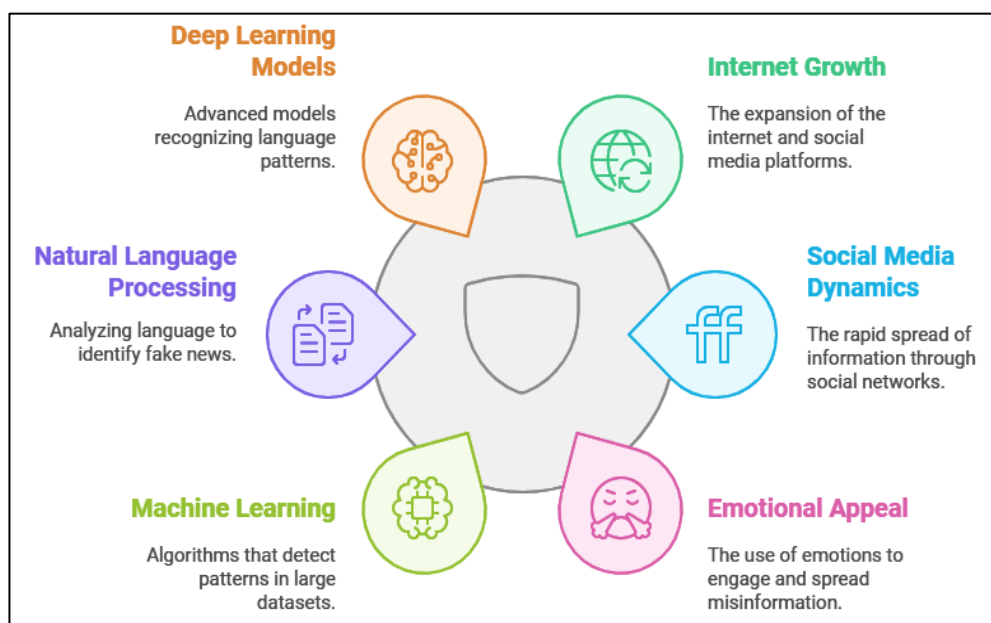 Deep Learning
Models
Advanced models
recognizing language
patterns.
Internet Growth
The expansion of the
internet and social
media platforms.
Natural Language
Processing
Analyzing language to
identify fake news.
Social Media
Dynamics
The rapid spread of
information through
social networks.
Machine Learning
Algorithms that detect
patterns in large
datasets.
Emotional Appeal
The use of emotions to
engage and spread
misinformation.